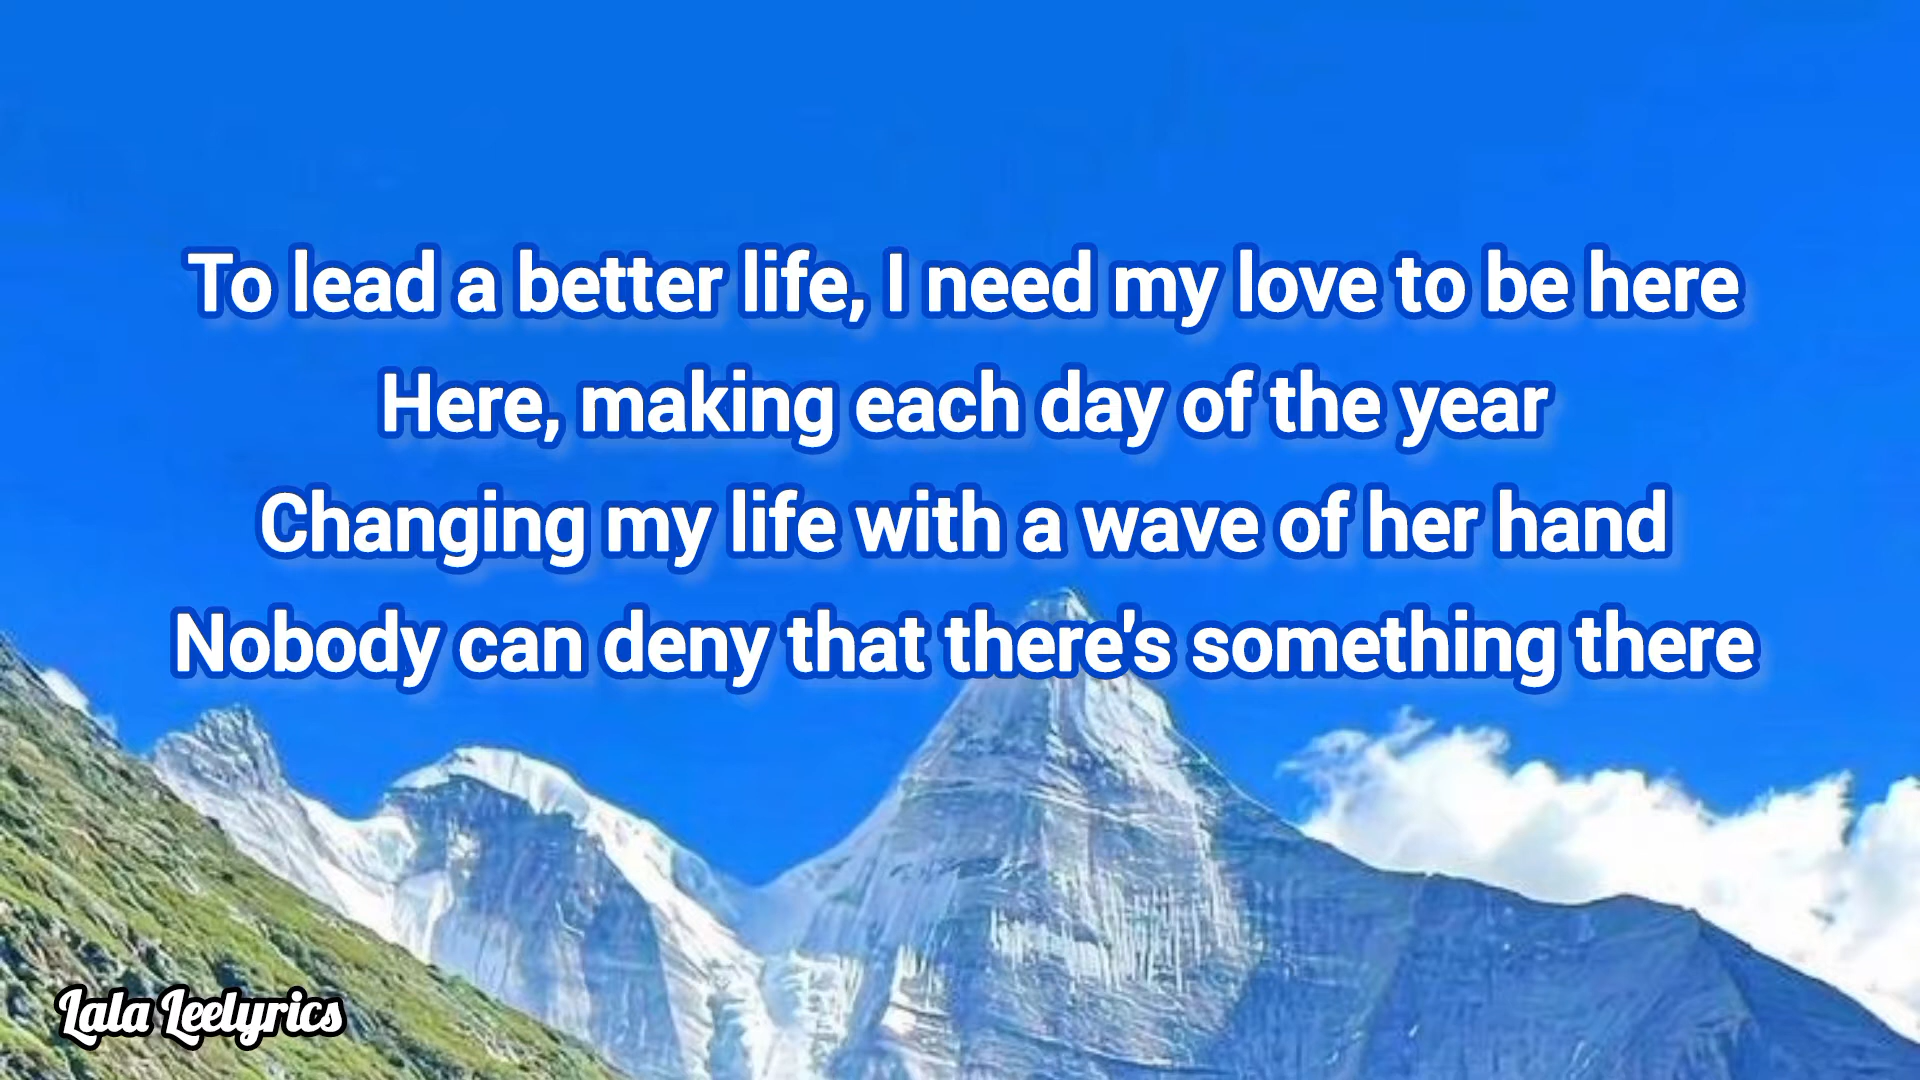 To lead a better life, I need my love to be here
Here, making each day of the year
Changing my life with a wave of her hand
Nobody can deny that there's something there
Lala Leelyrics